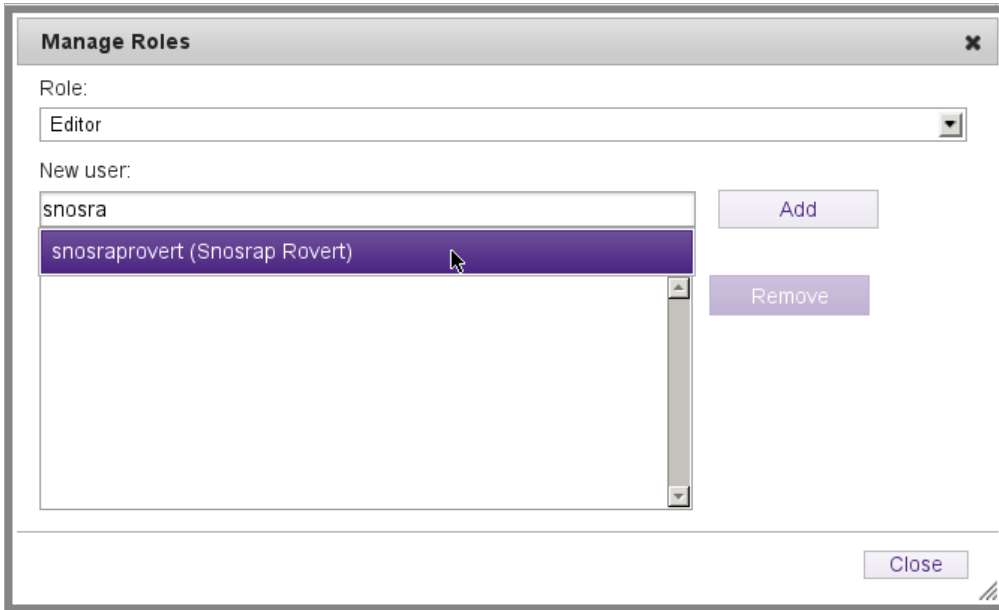 Manage Roles
Role:
Editor
New user:
snosra
Add
snosraprovert (Snosrap Rovert)
Remove
Close